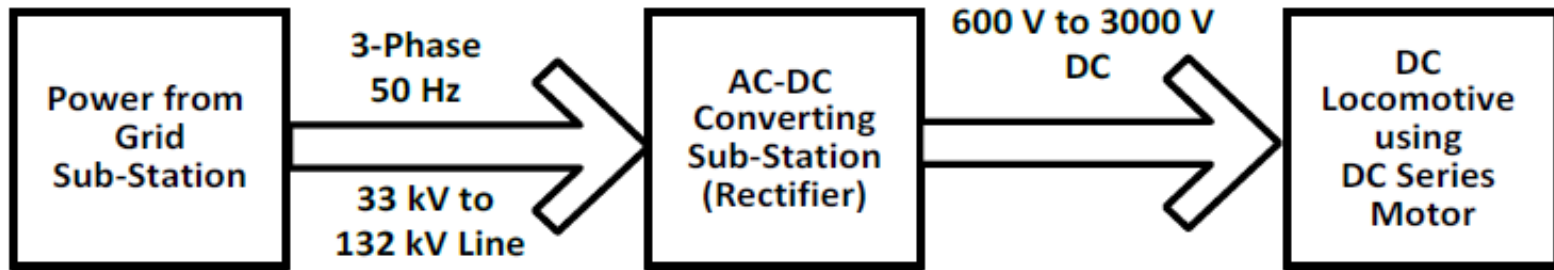 Power from
Grid
Sub-Station
3-Phase
50 Hz
33 kV to
132 kV Line
AC-DC
Converting
Sub-Station
(Rectifier)
600 V to 3000 V
DC
DC
Locomotive
using
DC Series
Motor